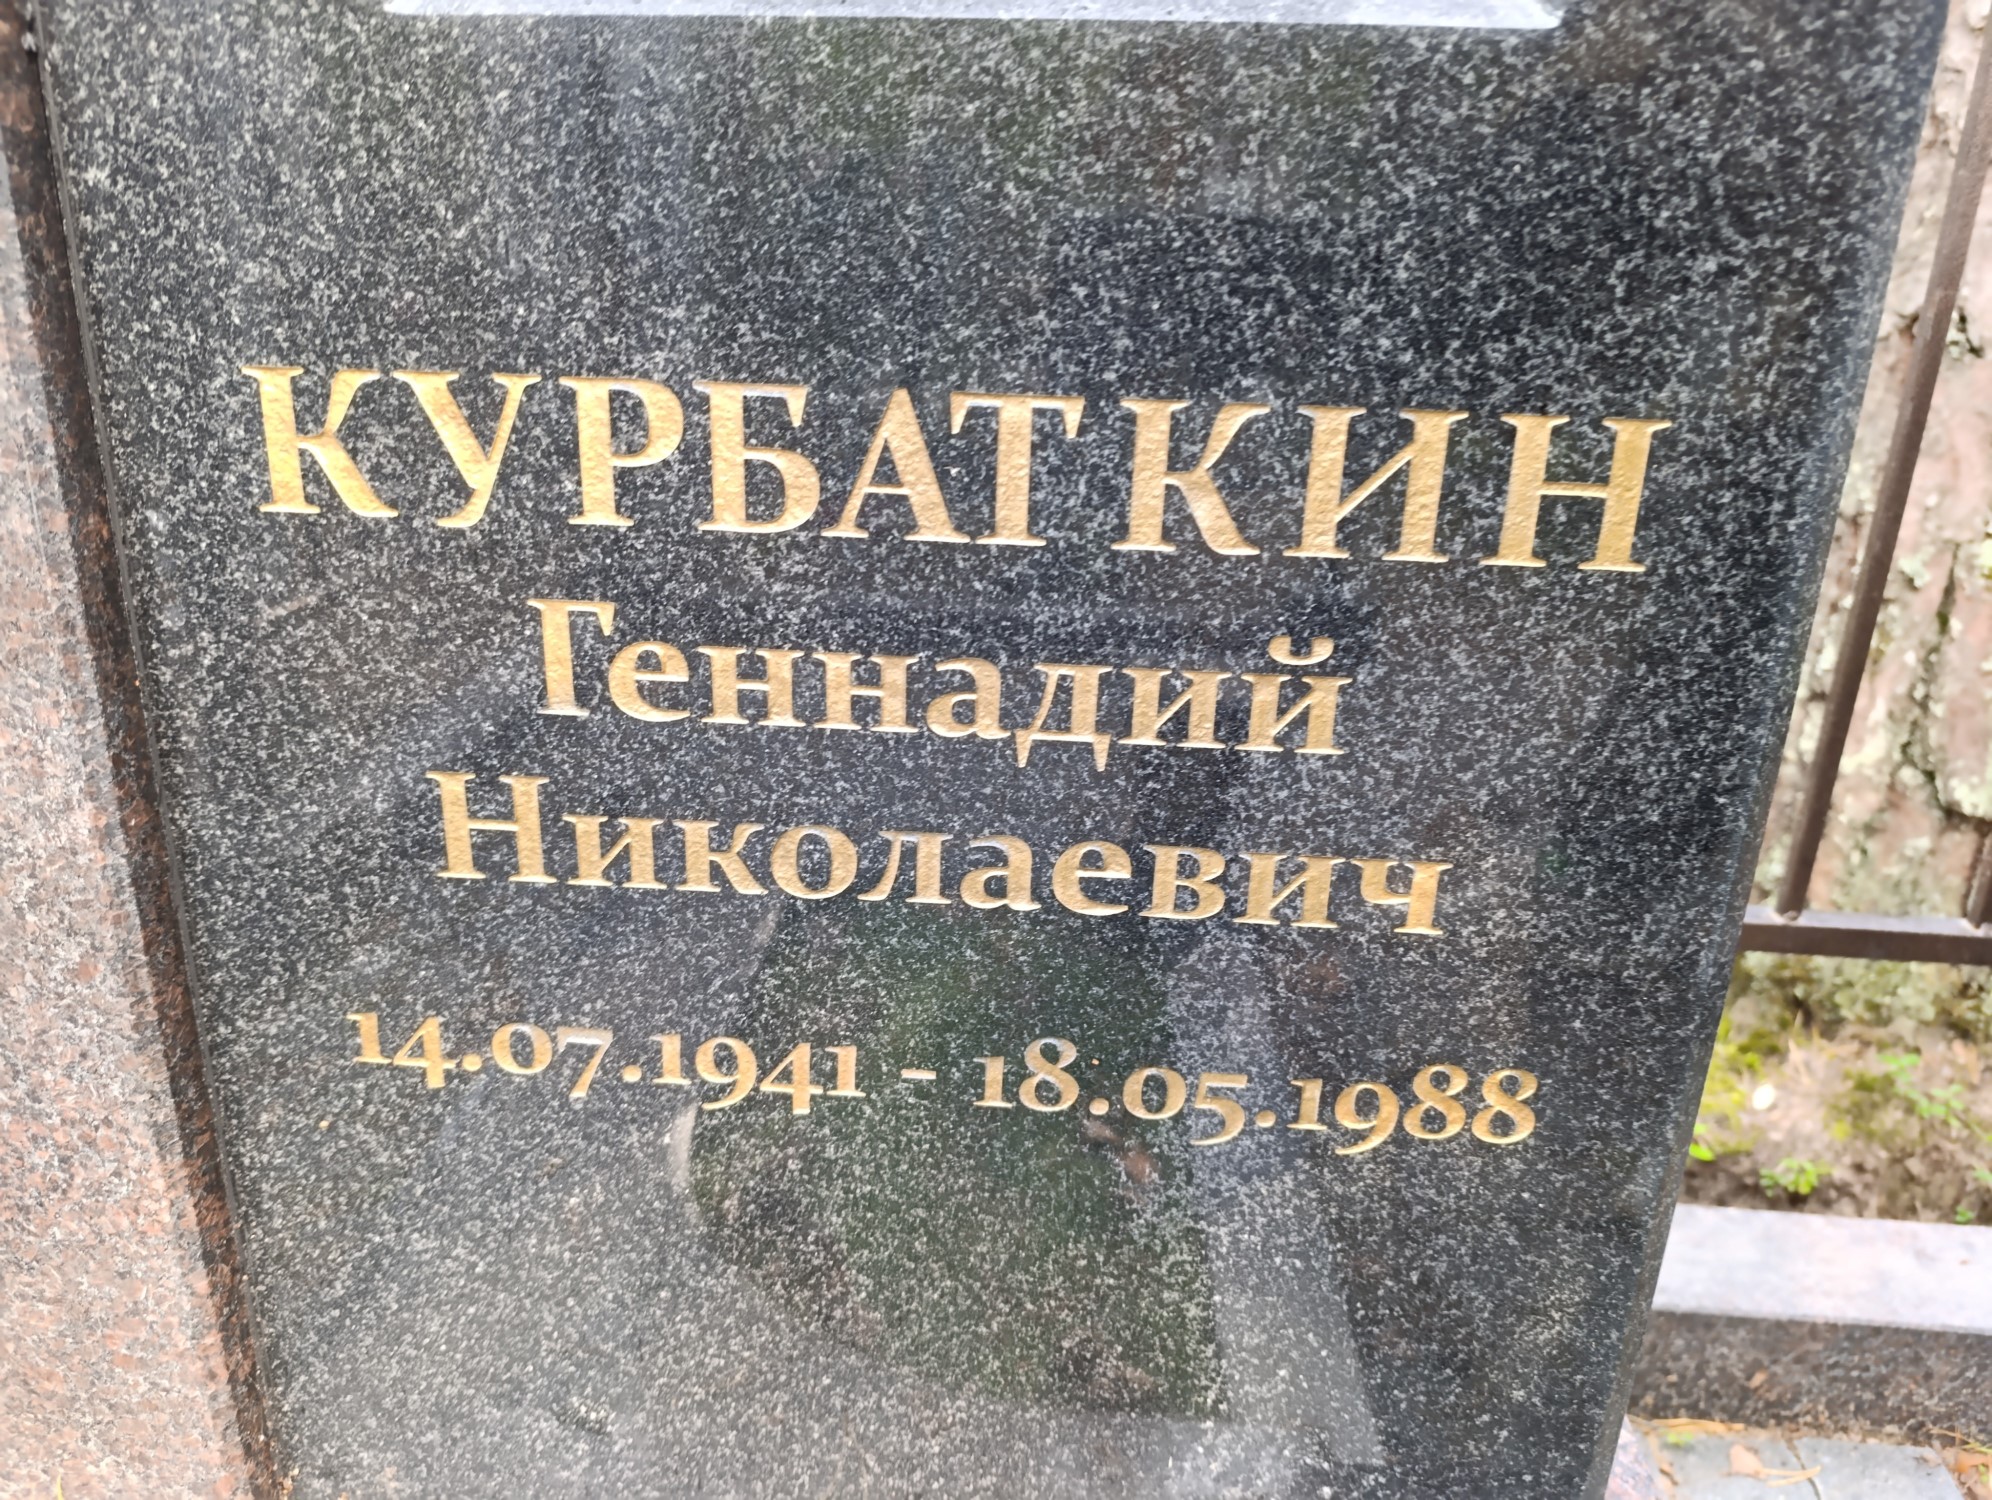 КУРБАТКИН
Геннадий
Николаевич
14.07.1941 - 18.05.1988